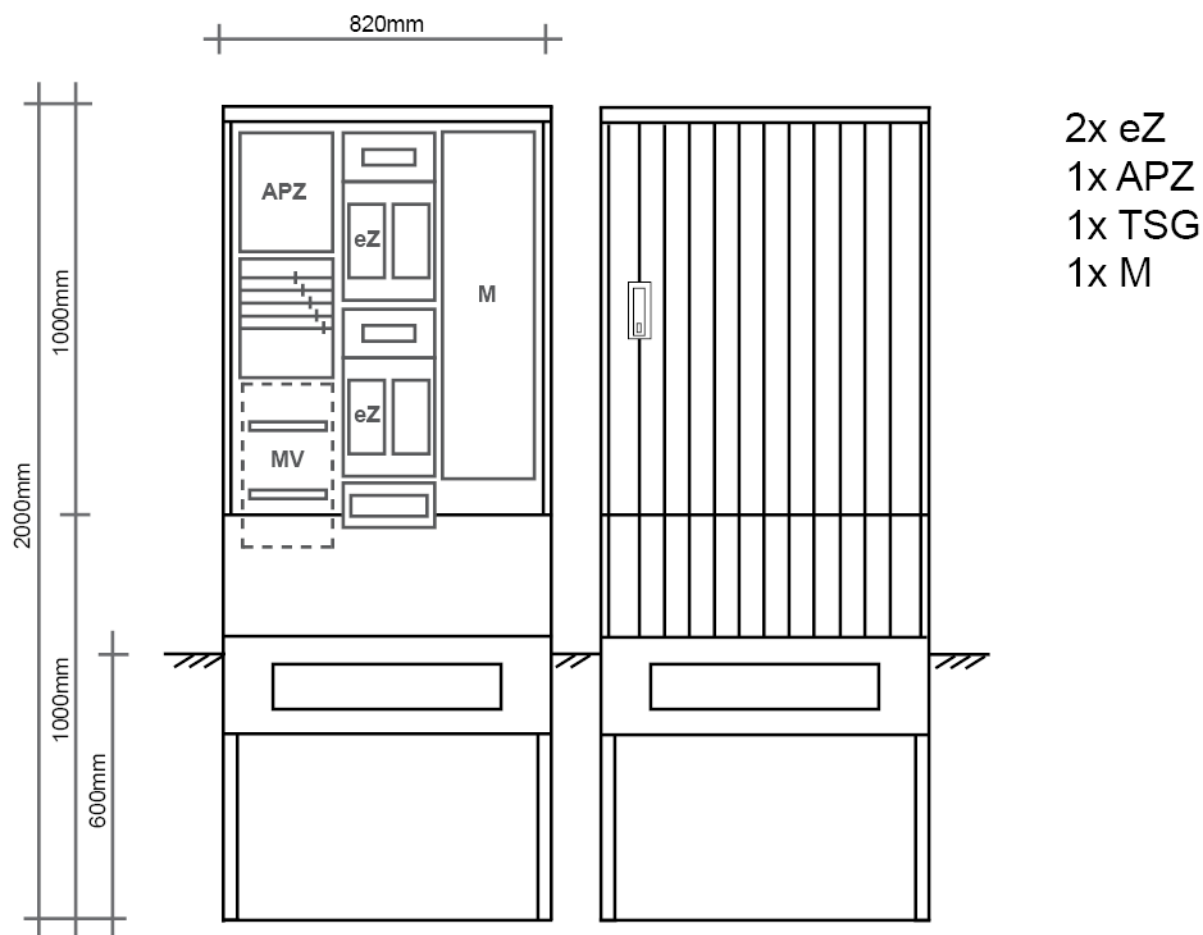 820mm
2x eZ
1x APZ
1x TSG
1x M
APZ
eZ
M
1000mm
eZ
MV
2000mm
1000mm
600mm